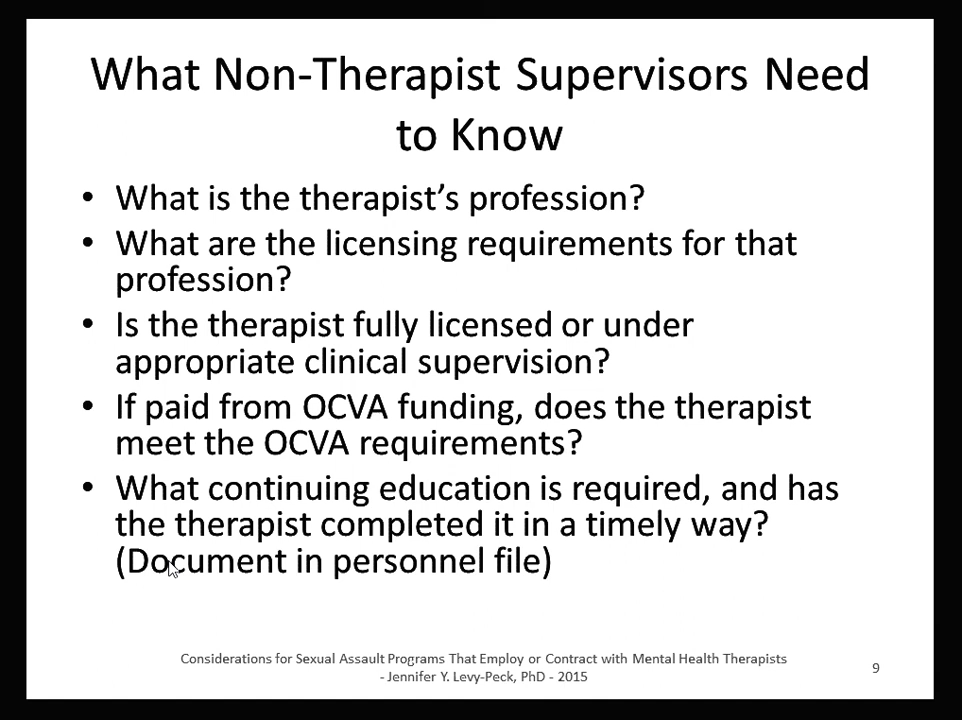 What Non-Therapist Supervisors Need
to Know
• What is the therapist’s profession?
• What are the licensing requirements for that
profession?
• Is the therapist fully licensed or under
appropriate clinical supervision?
• If paid from OCVA funding, does the therapist
meet the OCVA requirements?
• What continuing education is required, and has
the therapist completed it in a timely way?
(Document in personnel file)
Considerations for Sexual Assault Programs That Employ or Contract with Mental Health Therapists
- Jennifer Y. Levy-Peck, PhD - 2015
9